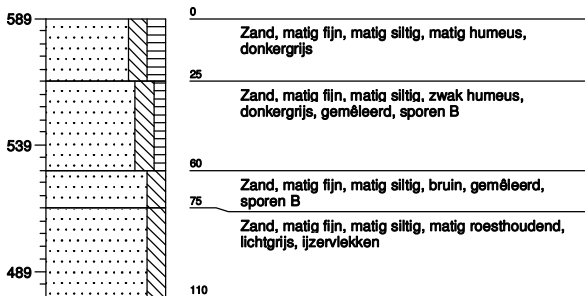 589
0
Zand, matig fijn, matig siltig, matig humeus,
donkergrijs
25
Zand, matig fijn, matig siltig, zwak humeus,
donkergrijs, gemêleerd, sporen B
539
60
Zand, matig fijn, matig siltig, bruin, gemêleerd,
sporen B
75
Zand, matig fijn, matig siltig, matig roesthoudend,
lichtgrijs, ijzervlekken
489
110